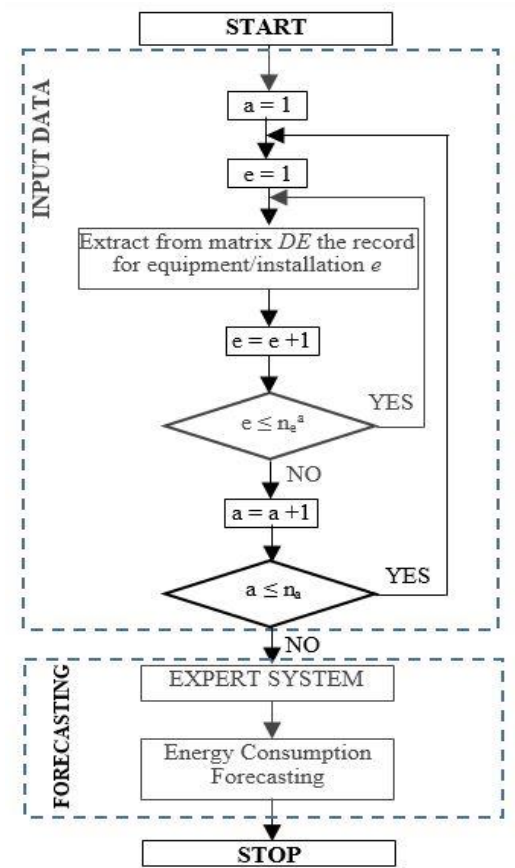 START
INPUT DATA
a = 1
e = 1
Extract from matrix DE the record
for equipment/installation e
e = e +1
e ≤ nₑᵃ
YES
NO
a = a +1
a ≤ nₐ
YES
NO
FORECASTING
EXPERT SYSTEM
Energy Consumption
Forecasting
STOP